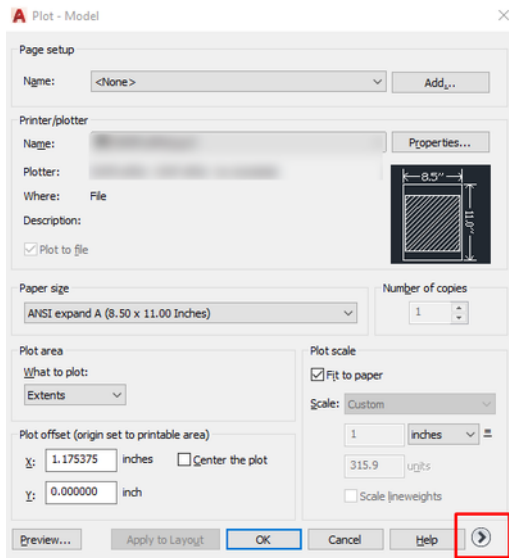 Plot - Model
Page setup
Name: <None> Add...
Printer/plotter
Name: Properties...
Plotter:
Where: File
Description:
Plot to file
8.5"
11.0"
Paper size
ANSI expand A (8.50 x 11.00 Inches)
Number of copies
1
Plot area
What to plot:
Extents
Plot scale
Fit to paper
Scale: Custom
1 inches =
315.9 units
Scale lineweights
Plot offset (origin set to printable area)
X: 1.175375 inches Center the plot
Y: 0.000000 inch
Preview... Apply to Layout OK Cancel Help